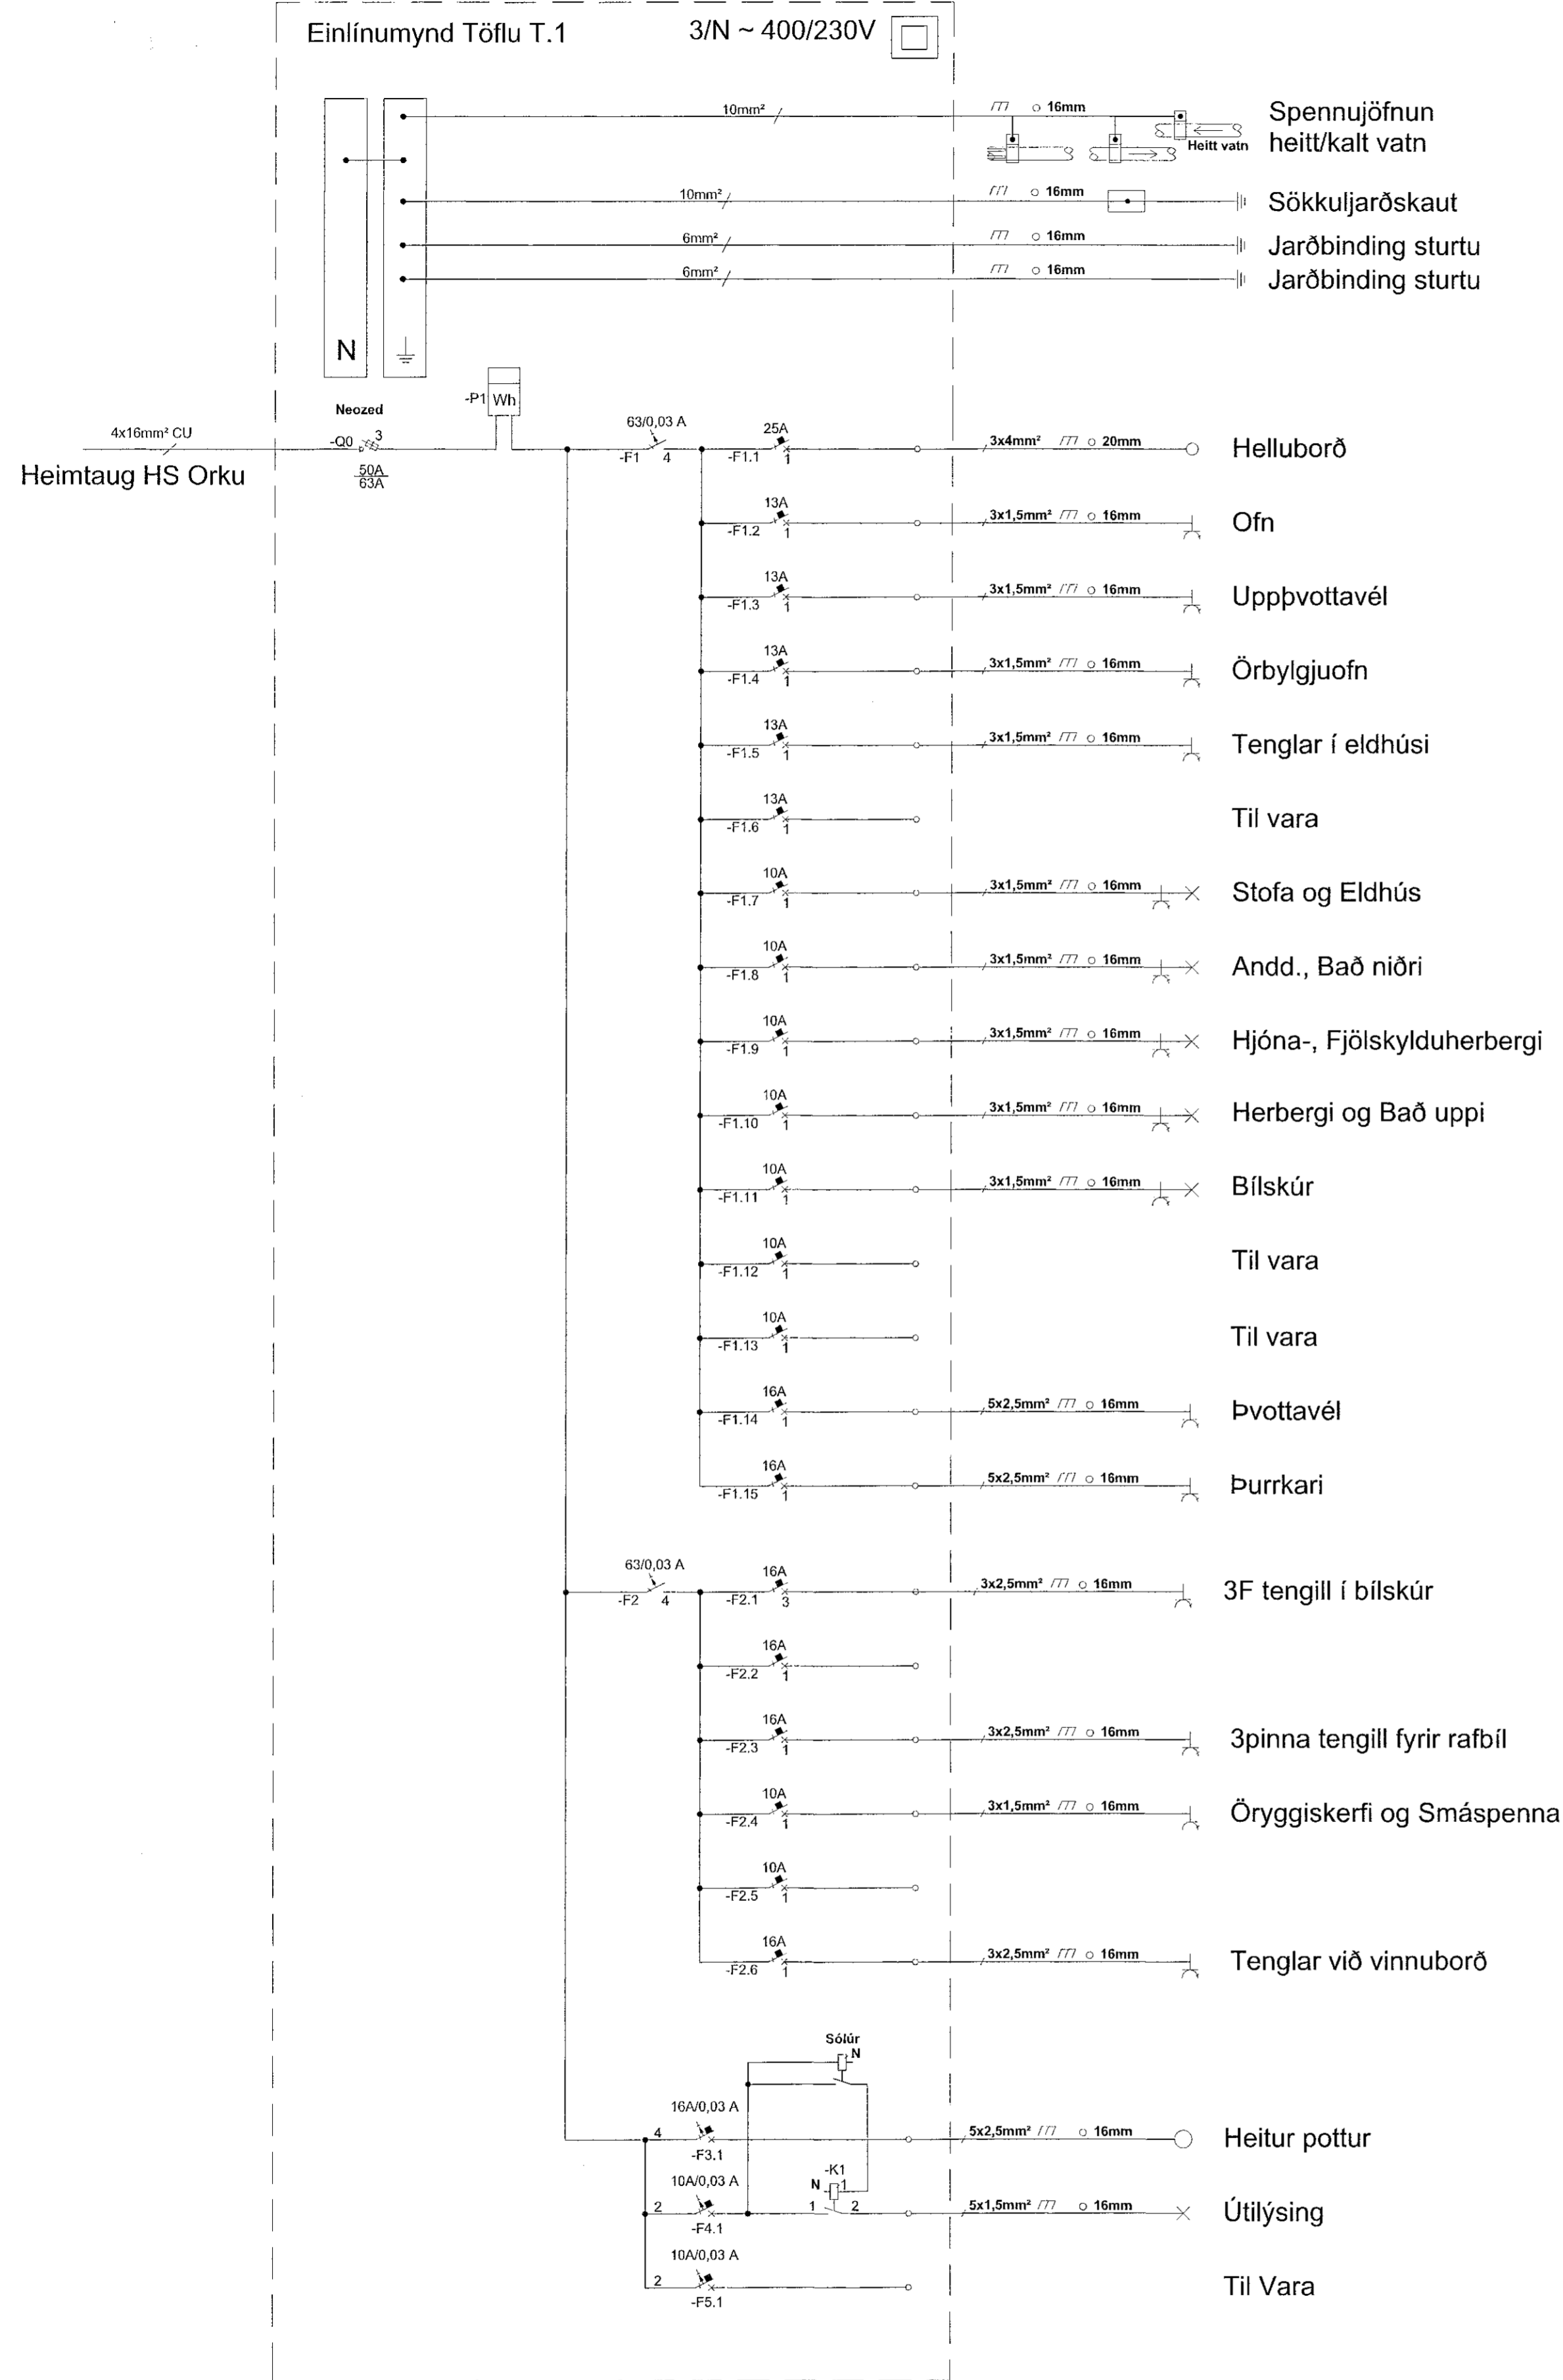 Einlínumynd Töflu T.1 3/N ~ 400/230V
10mm² 16mm Spennujöfnun
Heitt vatn heitt/kalt vatn
10mm² 16mm Sökkuljarðskaut
6mm² 16mm Jarðbinding sturtu
6mm² 16mm Jarðbinding sturtu
N
-P1 Wh
Neozed
4x16mm² CU -Q0 3 63/0,03 A 25A
-F1 4 -F1.1 1 3x4mm² 20mm Helluborð
Heimtaug HS Orku 50A
63A
13A
-F1.2 1 3x1,5mm² 16mm Ofn
13A
-F1.3 1 3x1,5mm² 16mm Uppþvottavél
13A
-F1.4 1 3x1,5mm² 16mm Örbylgjuofn
13A
-F1.5 1 3x1,5mm² 16mm Tenglar í eldhúsi
13A
-F1.6 1 Til vara
10A
-F1.7 1 3x1,5mm² 16mm Stofa og Eldhús
10A
-F1.8 1 3x1,5mm² 16mm Andd., Bað niðri
10A
-F1.9 1 3x1,5mm² 16mm Hjóna-, Fjölskylduherbergi
10A
-F1.10 1 3x1,5mm² 16mm Herbergi og Bað uppi
10A
-F1.11 1 3x1,5mm² 16mm Bílskúr
10A
-F1.12 1 Til vara
10A
-F1.13 1 Til vara
16A
-F1.14 1 5x2,5mm² 16mm Þvottavél
16A
-F1.15 1 5x2,5mm² 16mm Þurrkari
63/0,03 A 16A
-F2 4 -F2.1 3 3x2,5mm² 16mm 3F tengill í bílskúr
16A
-F2.2 1
16A
-F2.3 1 3x2,5mm² 16mm 3pinna tengill fyrir rafbíl
10A
-F2.4 1 3x1,5mm² 16mm Öryggiskerfi og Smáspenna
10A
-F2.5 1
16A
-F2.6 1 3x2,5mm² 16mm Tenglar við vinnuborð
Sólúr
N
16A/0,03 A
4 -F3.1 5x2,5mm² 16mm Heitur pottur
-K1
10A/0,03 A N 1
2 -F4.1 1 2 5x1,5mm² 16mm Útilýsing
10A/0,03 A
2 -F5.1 Til Vara